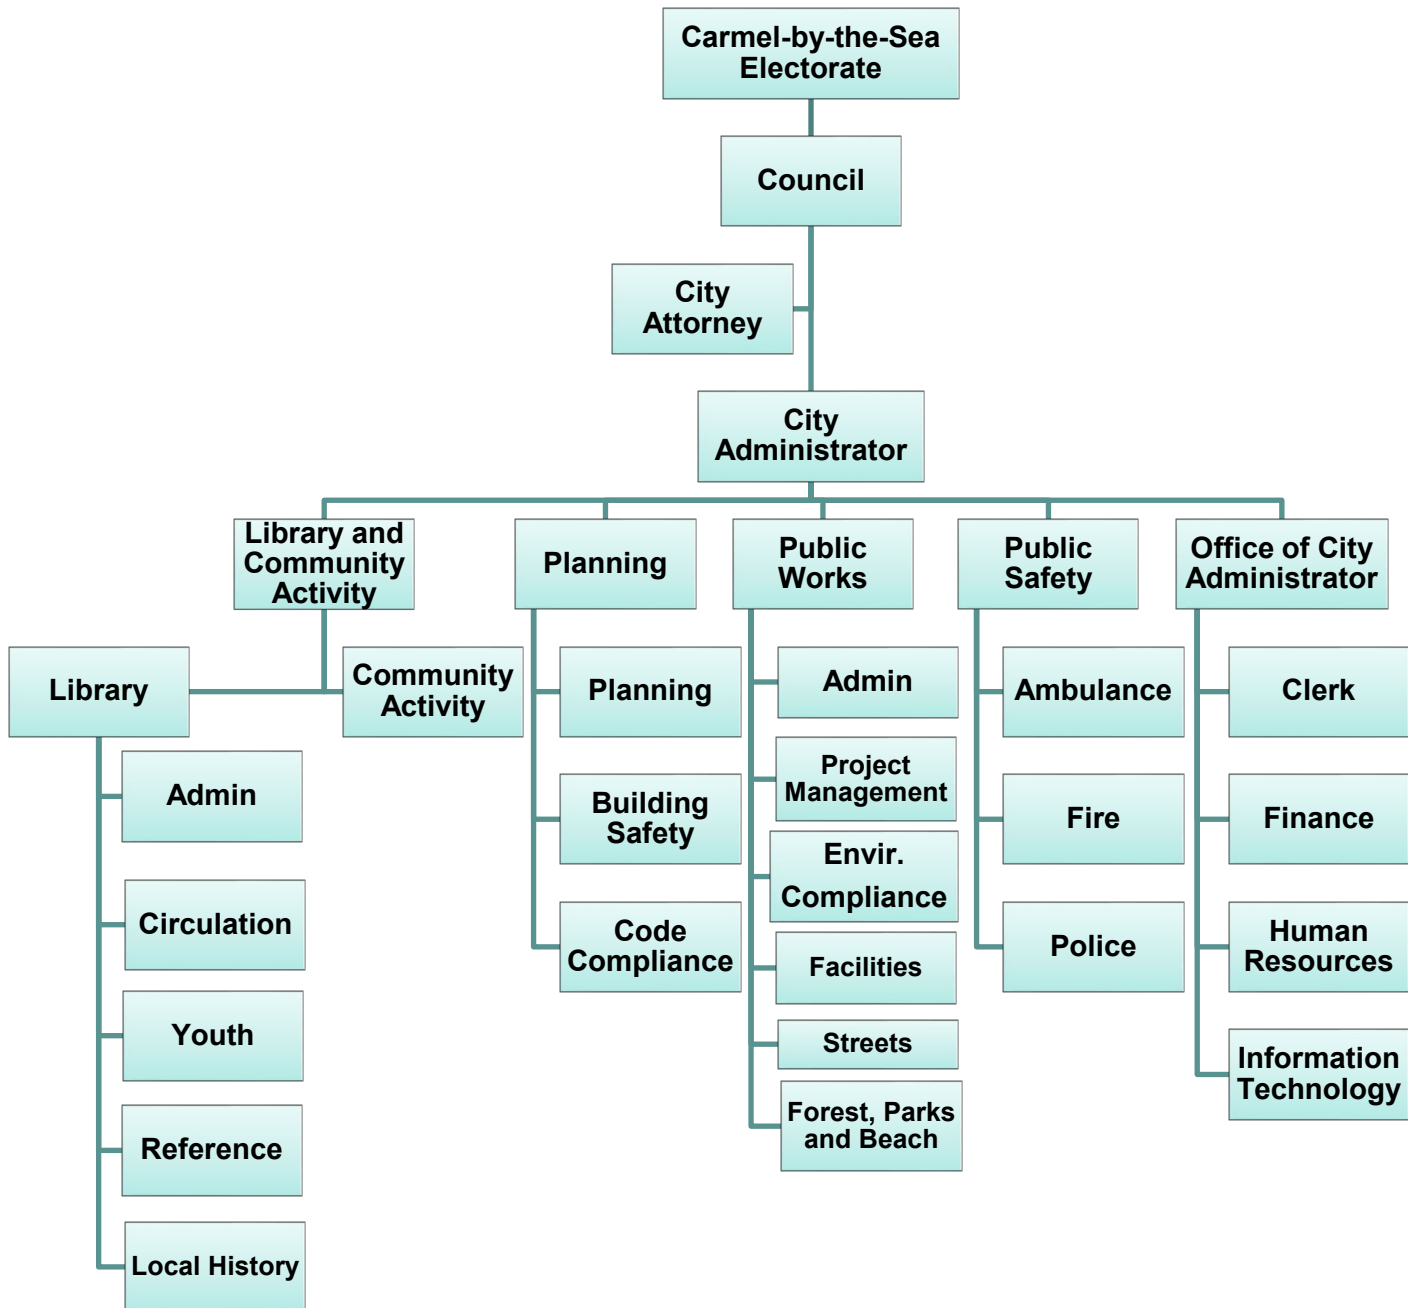 Carmel-by-the-Sea
Electorate
Council
City
Attorney
City
Administrator
Library and
Community
Activity
Planning
Public
Works
Public
Safety
Office of City
Administrator
Library
Community
Activity
Admin
Circulation
Youth
Reference
Local History
Planning
Building
Safety
Code
Compliance
Admin
Project
Management
Envir.
Compliance
Facilities
Streets
Forest, Parks
and Beach
Ambulance
Fire
Police
Clerk
Finance
Human
Resources
Information
Technology